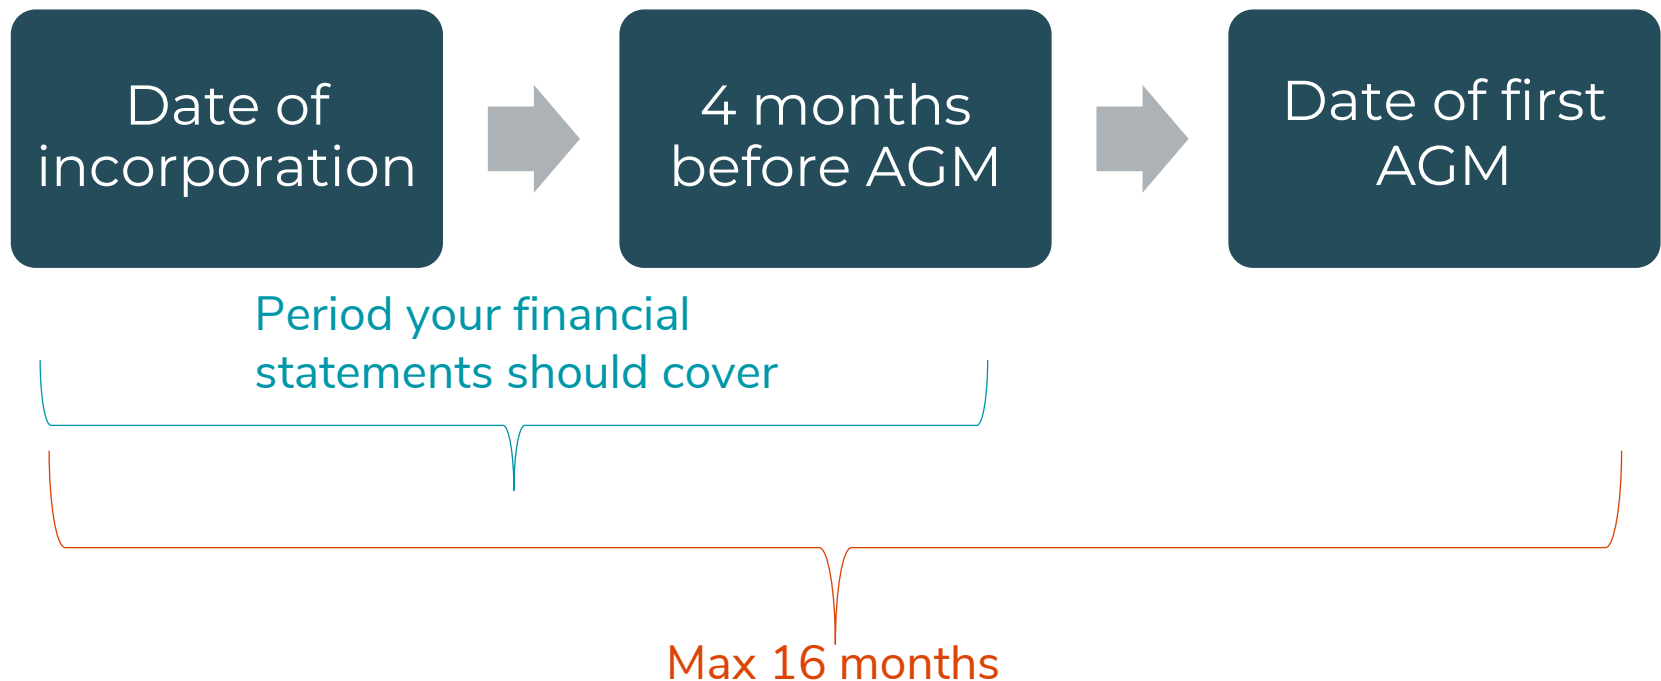 Date of
incorporation
4 months
before AGM
Date of first
AGM
Period your financial
statements should cover
Max 16 months